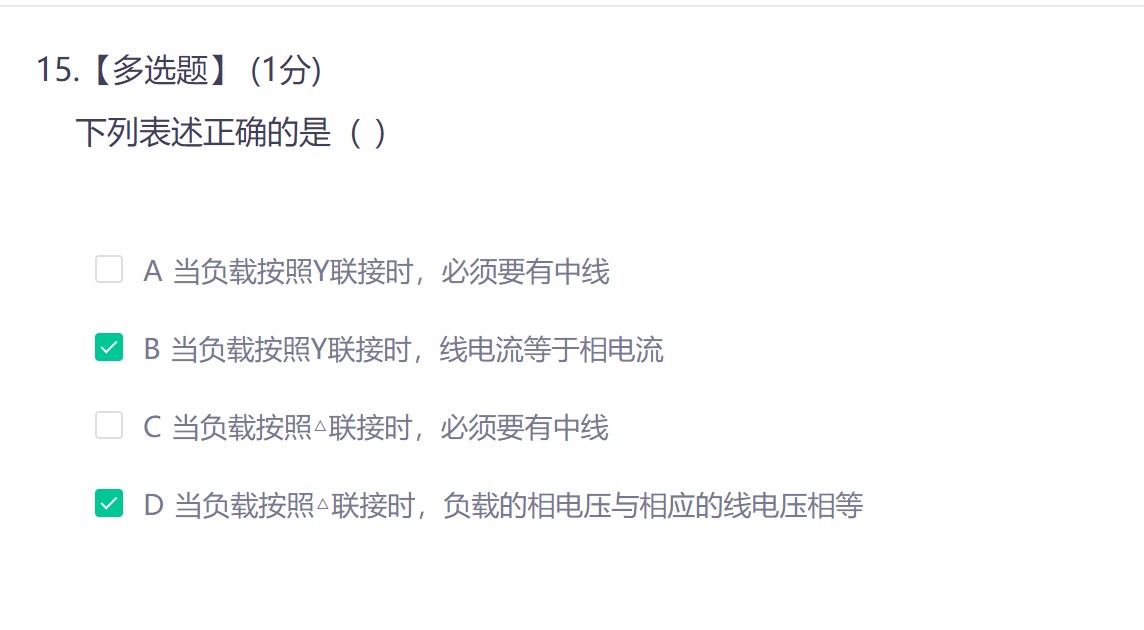 15.【多选题】 (1分)
下列表述正确的是（ ）
A 当负载按照Y联接时，必须要有中线
B 当负载按照Y联接时，线电流等于相电流
C 当负载按照△联接时，必须要有中线
D 当负载按照△联接时，负载的相电压与相应的线电压相等